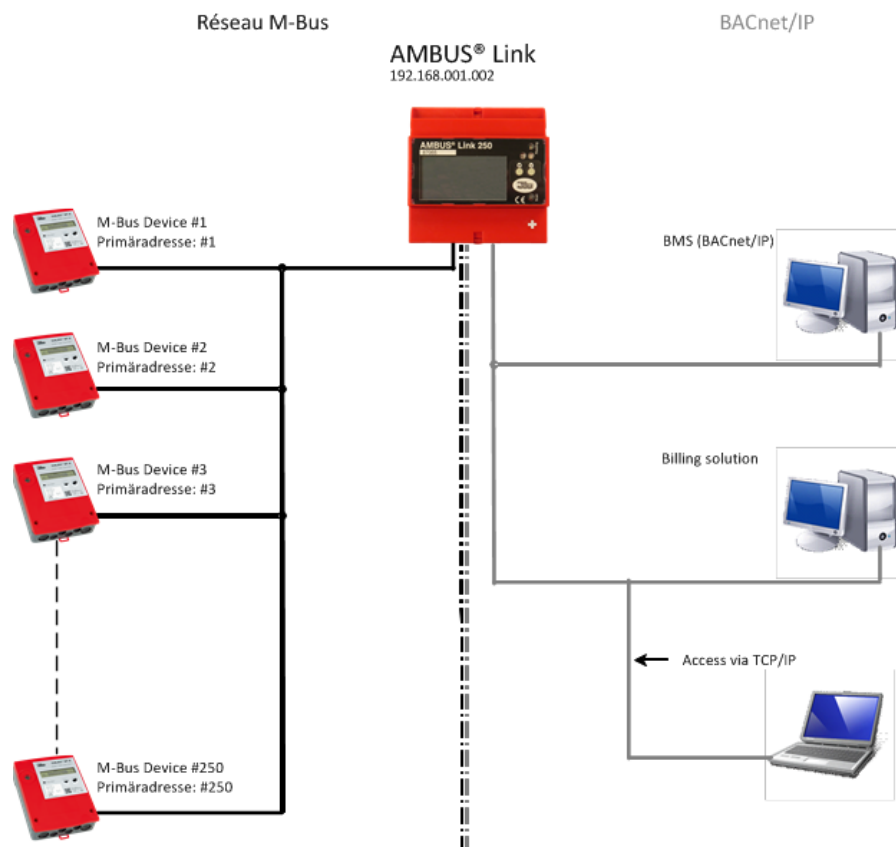 Réseau M-Bus
BACnet/IP
AMBUS® Link
192.168.001.002
AMBUS® Link 250
M-Bus Device #1
Primäradresse: #1
BMS (BACnet/IP)
M-Bus Device #2
Primäradresse: #2
M-Bus Device #3
Primäradresse: #3
Billing solution
Access via TCP/IP
M-Bus Device #250
Primäradresse: #250